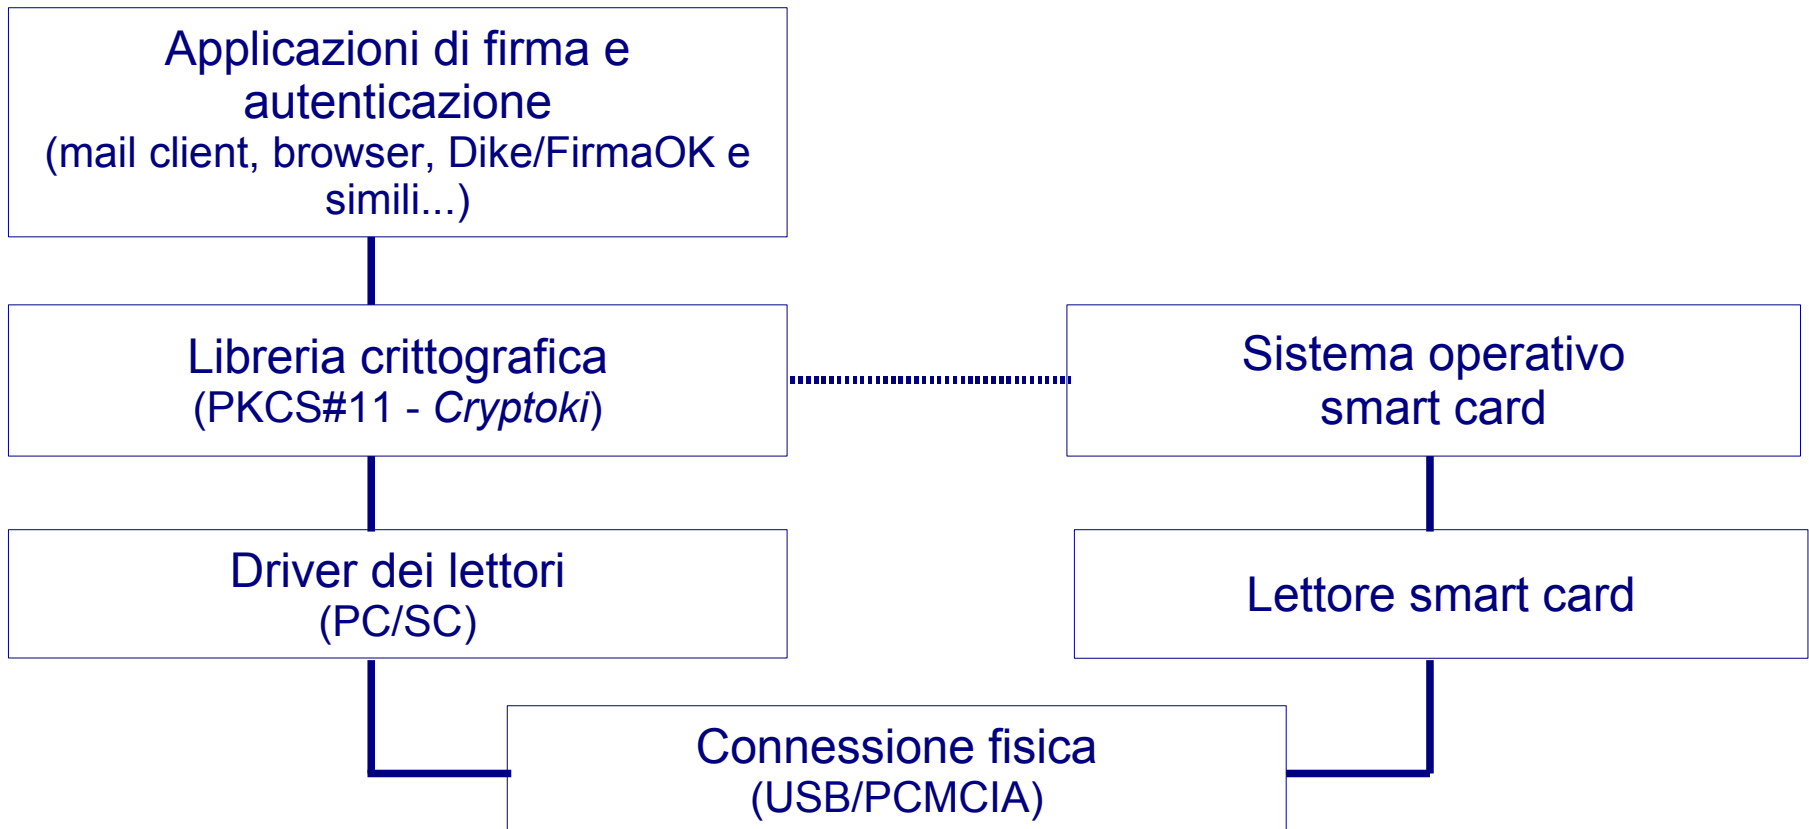 Applicazioni di firma e
autenticazione
(mail client, browser, Dike/FirmaOK e
simili...)
Libreria crittografica
(PKCS#11 - Cryptoki)
Sistema operativo
smart card
Driver dei lettori
(PC/SC)
Lettore smart card
Connessione fisica
(USB/PCMCIA)